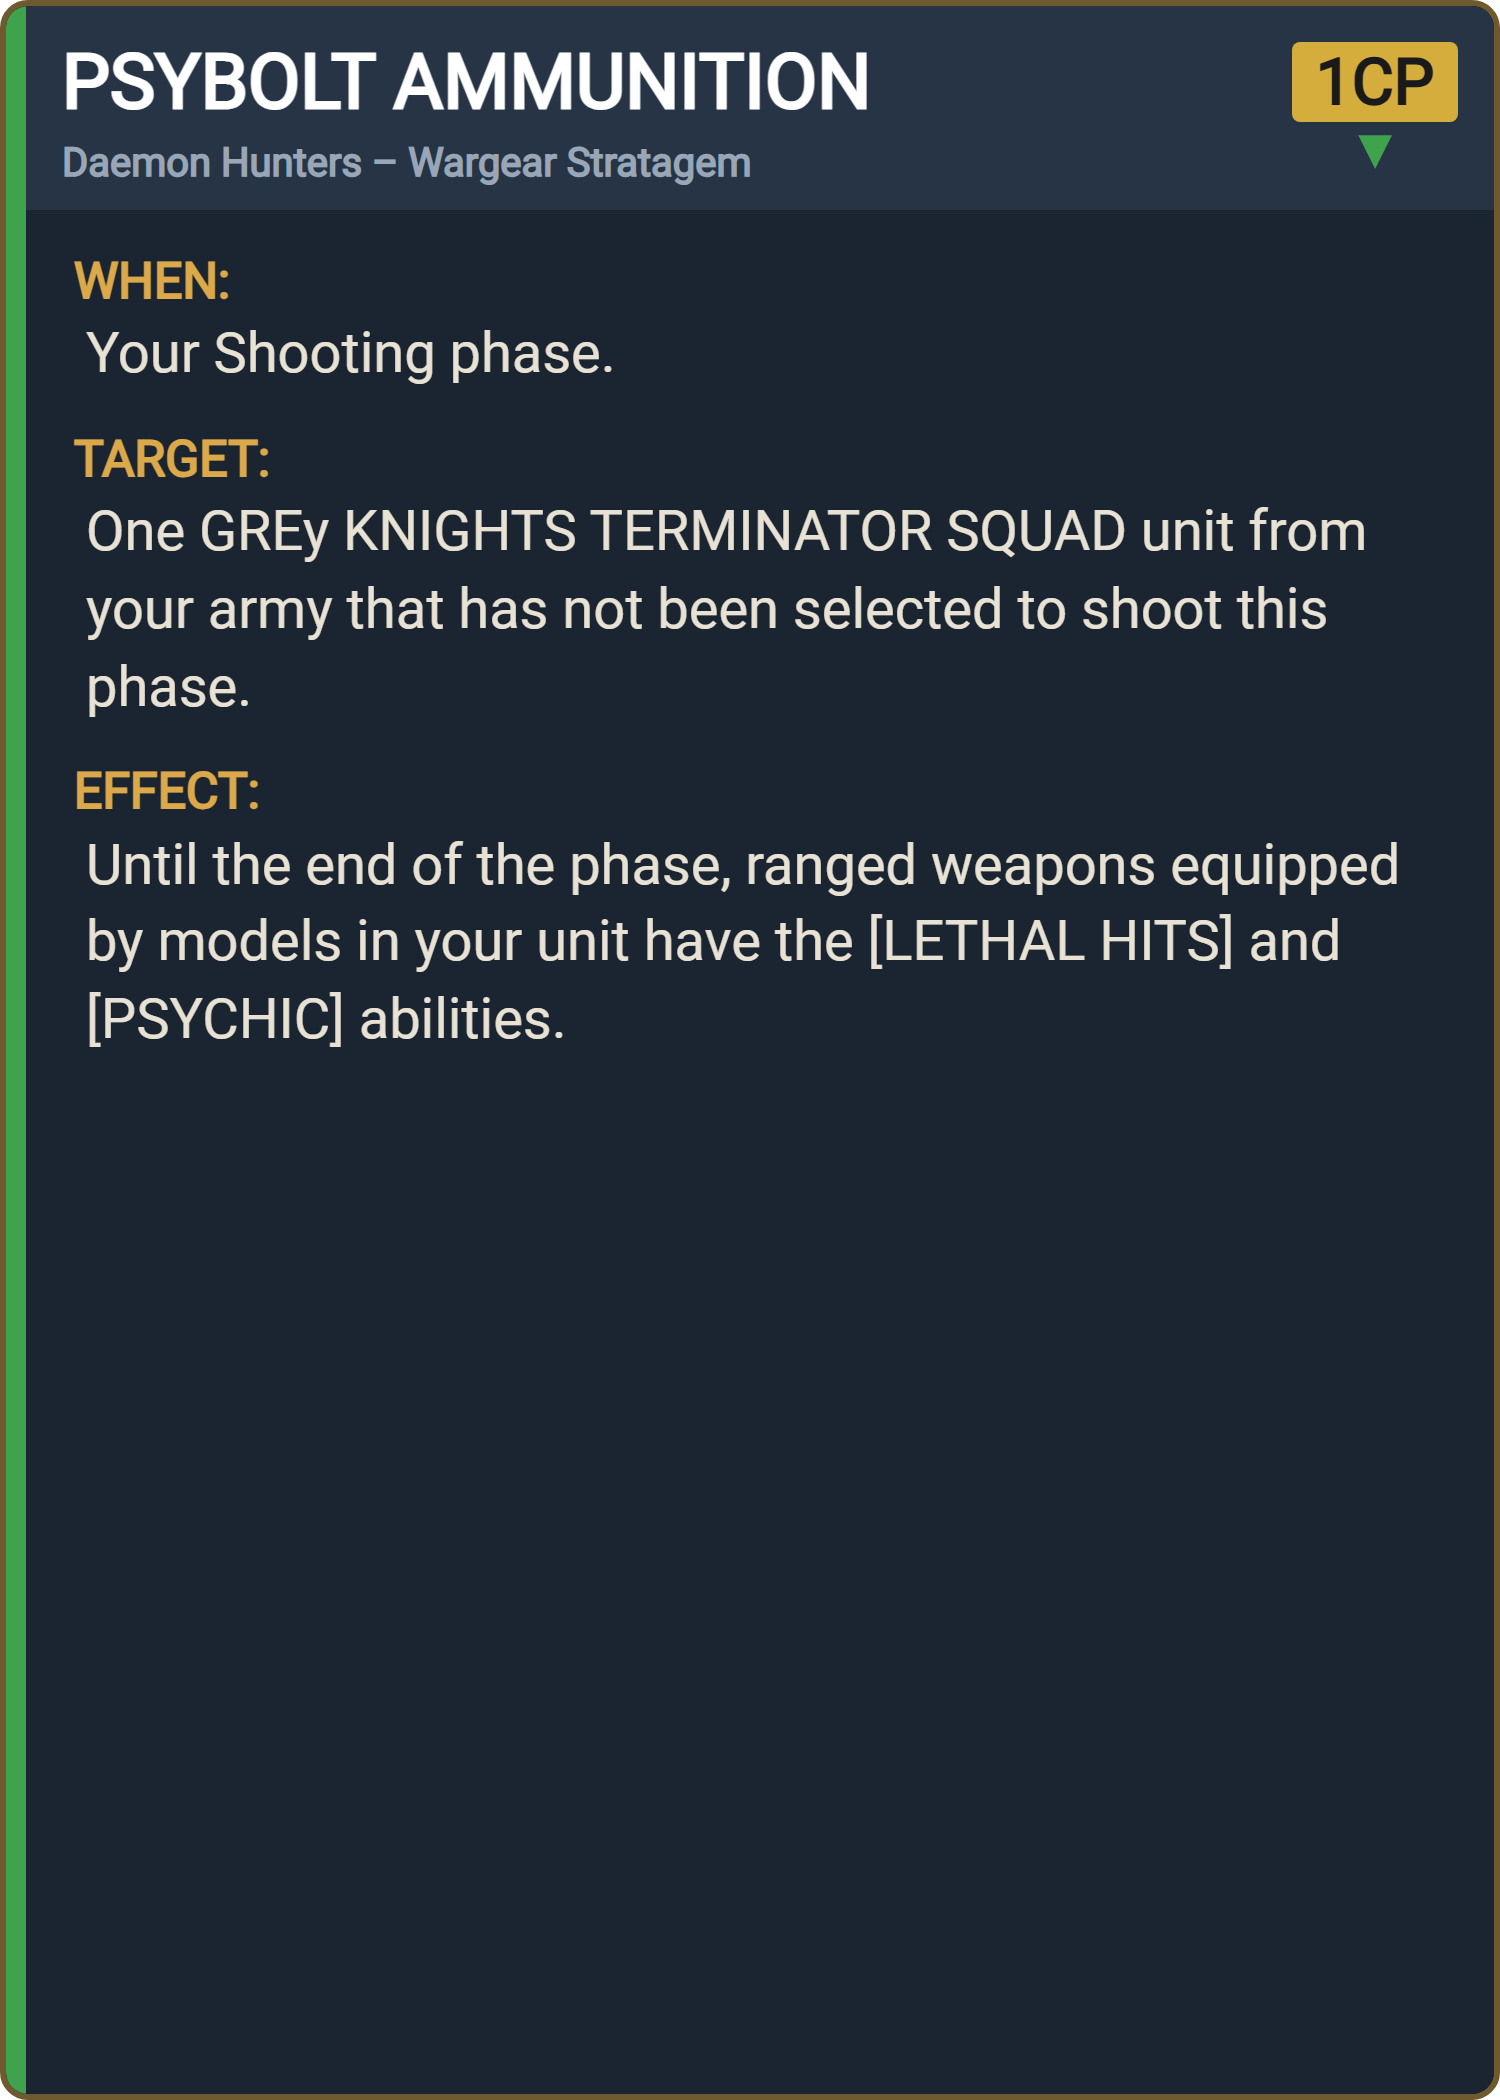 PSYBOLT AMMUNITION
1CP
Daemon Hunters – Wargear Stratagem
WHEN:
Your Shooting phase.
TARGET:
One GREy KNIGHTS TERMINATOR SQUAD unit from
your army that has not been selected to shoot this
phase.
EFFECT:
Until the end of the phase, ranged weapons equipped
by models in your unit have the [LETHAL HITS] and
[PSYCHIC] abilities.